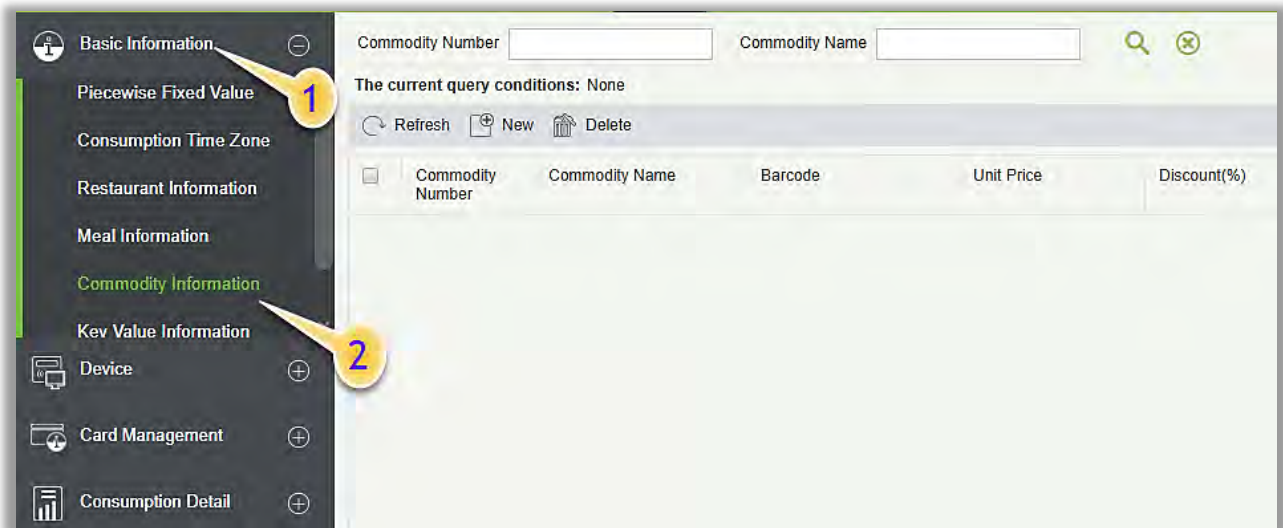 Basic Information
Piecewise Fixed Value
Consumption Time Zone
Restaurant Information
Meal Information
Commodity Information
Key Value Information
Device
Card Management
Consumption Detail
1
2
Commodity Number
Commodity Name
The current query conditions: None
Refresh New Delete
Commodity Number
Commodity Name
Barcode
Unit Price
Discount(%)